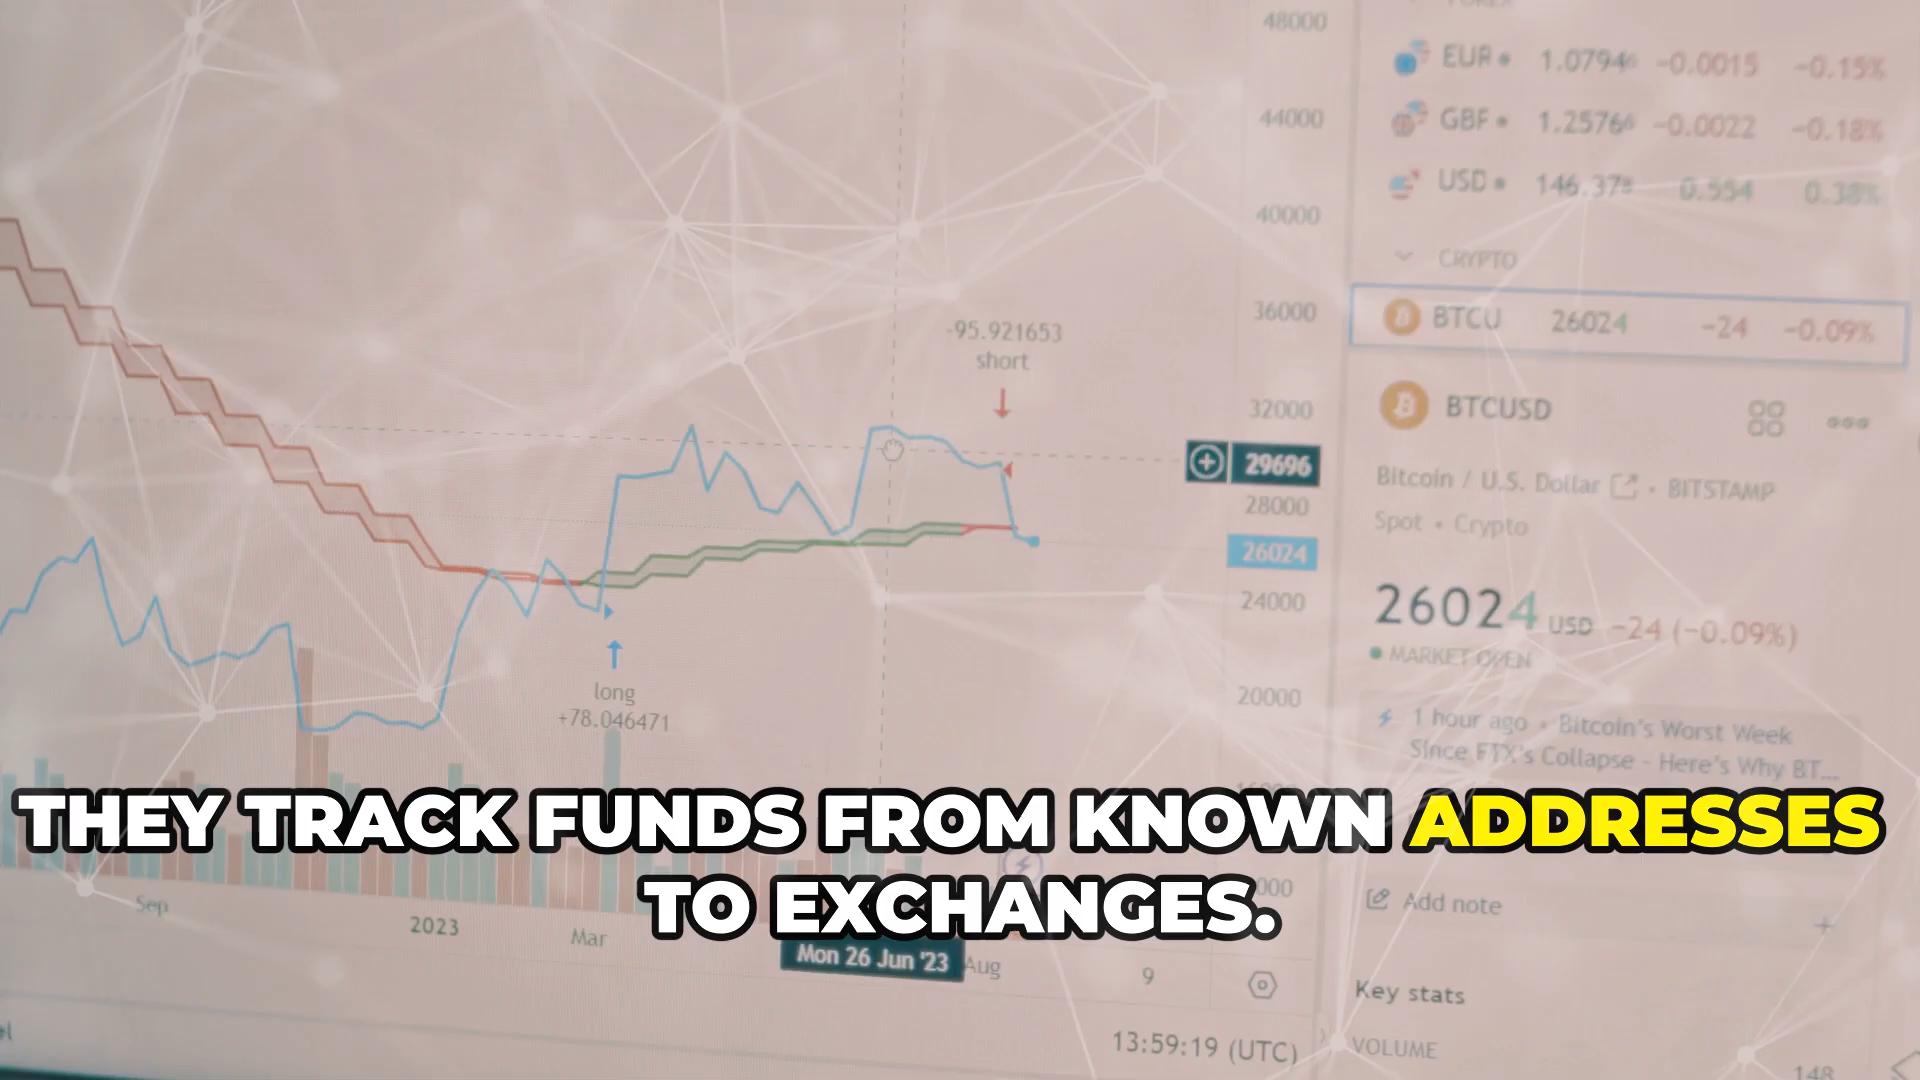 48000
44000
40000
36000
32000
29696
28000
26024
24000
20000
-95.921653
short
long
+78.046471
EUR 1.0794 -0.0015 -0.15%
GBP 1.2576 -0.0022 -0.18%
USD 146.37 0.554 0.38%
CRYPTO
BTCU 26024 -24 -0.09%
BTCUSD
Bitcoin / U.S. Dollar • BITSTAMP
Spot • Crypto
26024 USD -24 (-0.09%)
MARKET OPEN
1 hour ago • Bitcoin's Worst Week
Since FTX's Collapse - Here's Why BT...
THEY TRACK FUNDS FROM KNOWN ADDRESSES
TO EXCHANGES.
Sep
2023
Mar
Mon 26 Jun '23
Aug
9
13:59:19 (UTC)
Add note
Key stats
VOLUME
148